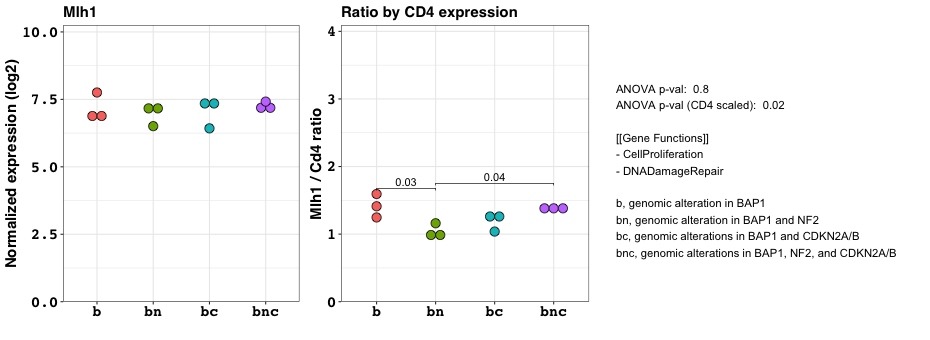 Mlh1
Normalized expression (log2)
10.0
7.5
5.0
2.5
0.0
b bn bc bnc
Ratio by CD4 expression
Mlh1 / Cd4 ratio
4
3
2
1
0
0.03
0.04
b bn bc bnc
ANOVA p-val: 0.8
ANOVA p-val (CD4 scaled): 0.02
[[Gene Functions]]
- CellProliferation
- DNADamageRepair
b, genomic alteration in BAP1
bn, genomic alteration in BAP1 and NF2
bc, genomic alterations in BAP1 and CDKN2A/B
bnc, genomic alterations in BAP1, NF2, and CDKN2A/B